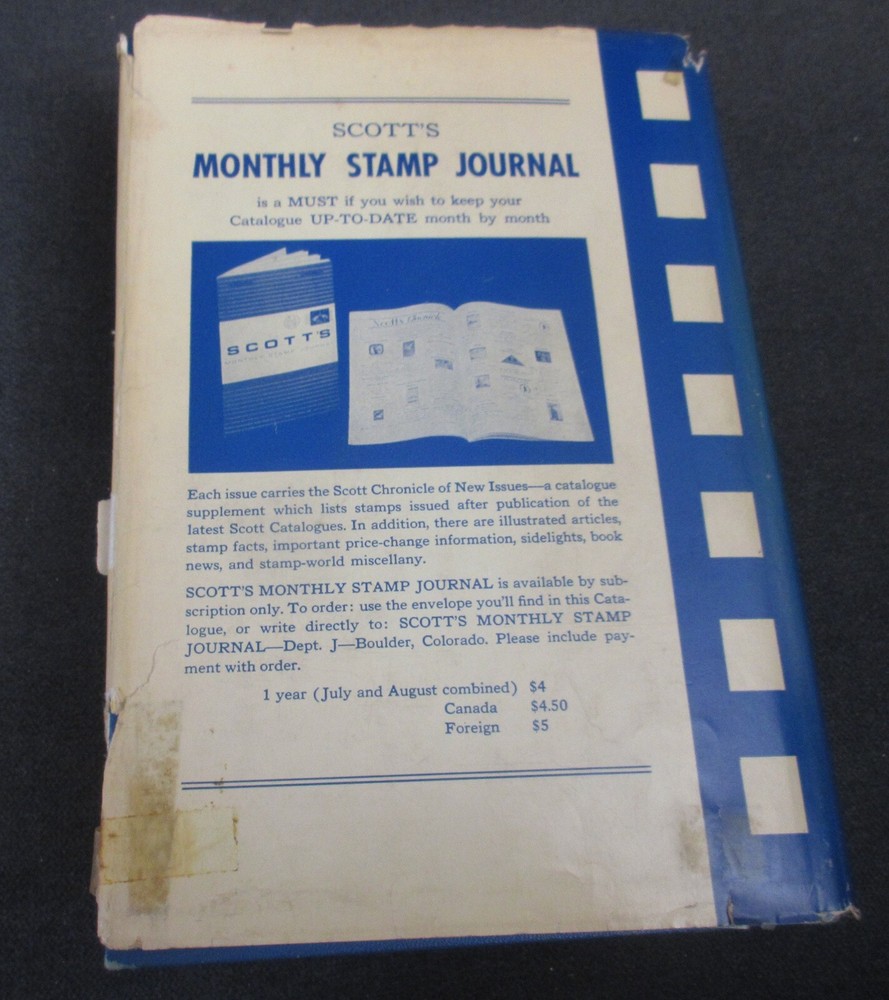 SCOTT'S
MONTHLY STAMP JOURNAL
is a MUST if you wish to keep your
Catalogue UP-TO-DATE month by month
SCOTT'S
MONTHLY STAMP JOURNAL
Each issue carries the Scott Chronicle of New Issues—a catalogue
supplement which lists stamps issued after publication of the
latest Scott Catalogues. In addition, there are illustrated articles,
stamp facts, important price-change information, sidelights, book
news, and stamp-world miscellany.
SCOTT'S MONTHLY STAMP JOURNAL is available by sub-
scription only. To order: use the envelope you'll find in this Cata-
logue, or write directly to: SCOTT'S MONTHLY STAMP
JOURNAL—Dept. J—Boulder, Colorado. Please include pay-
ment with order.
1 year (July and August combined) $4
Canada $4.50
Foreign $5